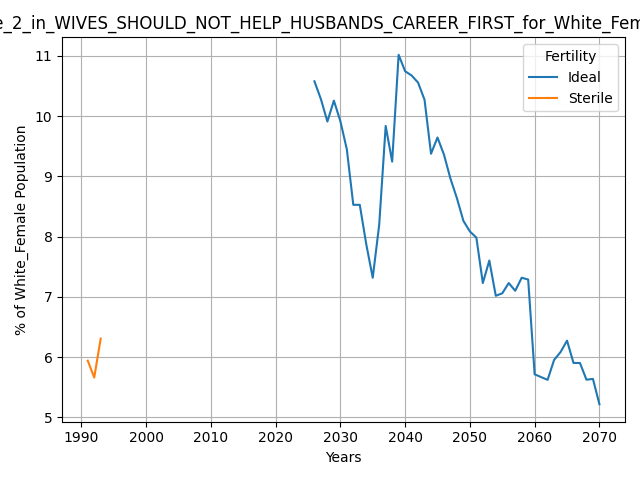 e_2_in_WIVES_SHOULD_NOT_HELP_HUSBANDS_CAREER_FIRST_for_White_Fem
Fertility
Ideal
Sterile
% of White_Female Population
11
10
9
8
7
6
5
1990 2000 2010 2020 2030 2040 2050 2060 2070
Years